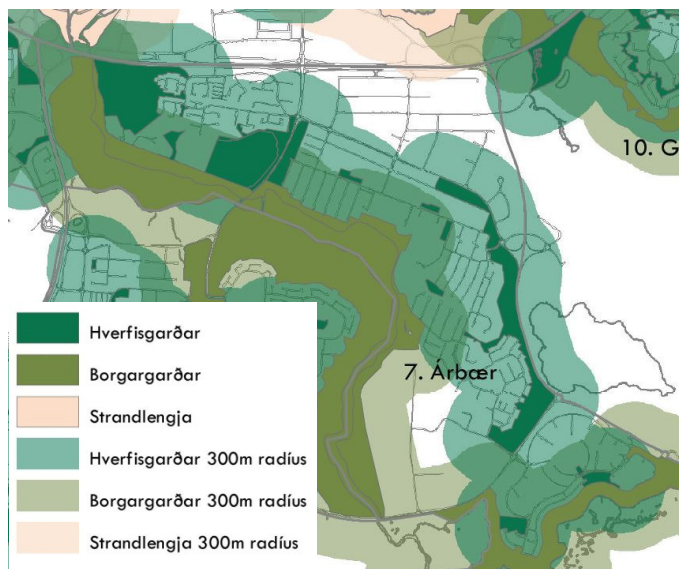 10. G
7. Árbær
Hverfisgarðar
Borgargarðar
Strandlengja
Hverfisgarðar 300m radíus
Borgargarðar 300m radíus
Strandlengja 300m radíus